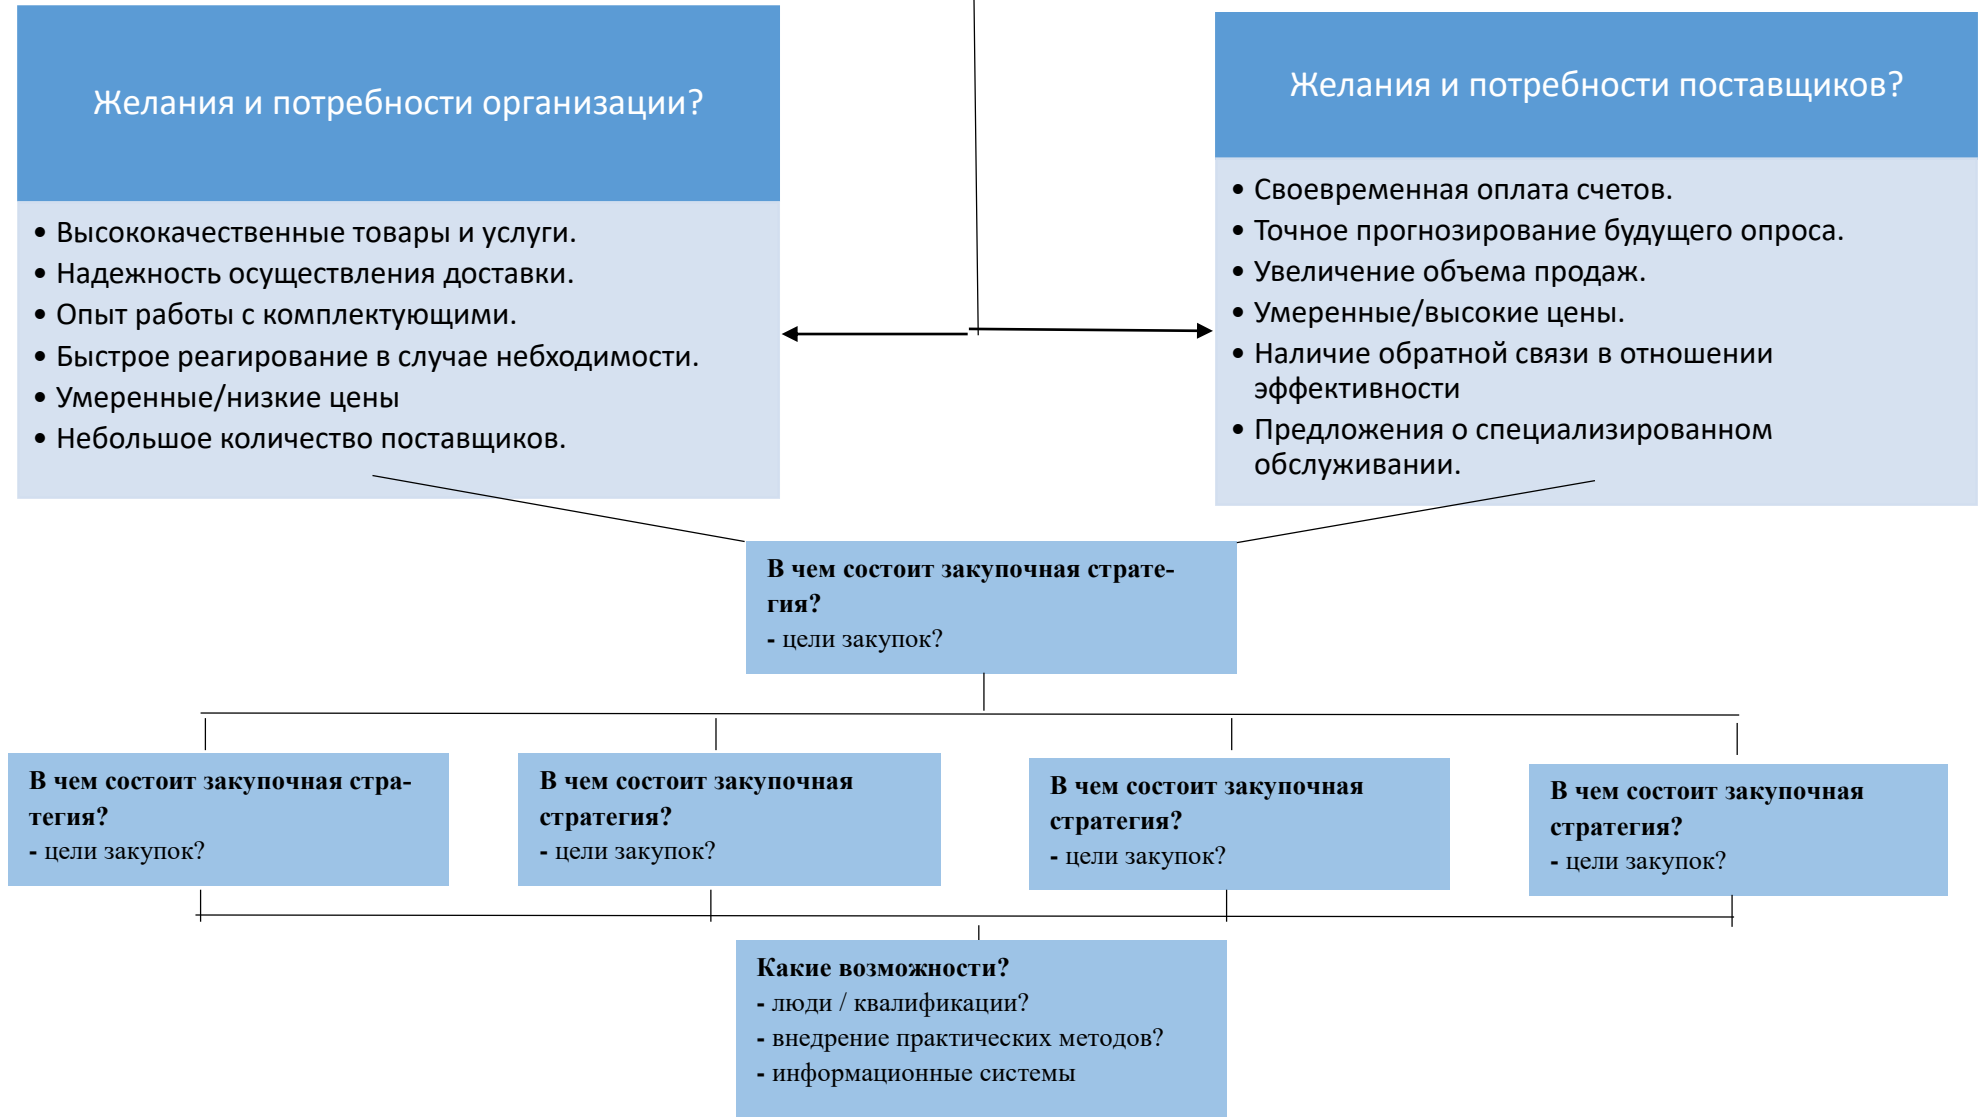 Желания и потребности организации?
• Высококачественные товары и услуги.
• Надежность осуществления доставки.
• Опыт работы с комплектующими.
• Быстрое реагирование в случае небходимости.
• Умеренные/низкие цены
• Небольшое количество поставщиков.
Желания и потребности поставщиков?
• Своевременная оплата счетов.
• Точное прогнозирование будущего опроса.
• Увеличение объема продаж.
• Умеренные/высокие цены.
• Наличие обратной связи в отношении
эффективности
• Предложения о специализированном
обслуживании.
В чем состоит закупочная страте-
гия?
- цели закупок?
В чем состоит закупочная стра-
тегия?
- цели закупок?
В чем состоит закупочная
стратегия?
- цели закупок?
В чем состоит закупочная
стратегия?
- цели закупок?
В чем состоит закупочная
стратегия?
- цели закупок?
Какие возможности?
- люди / квалификации?
- внедрение практических методов?
- информационные системы